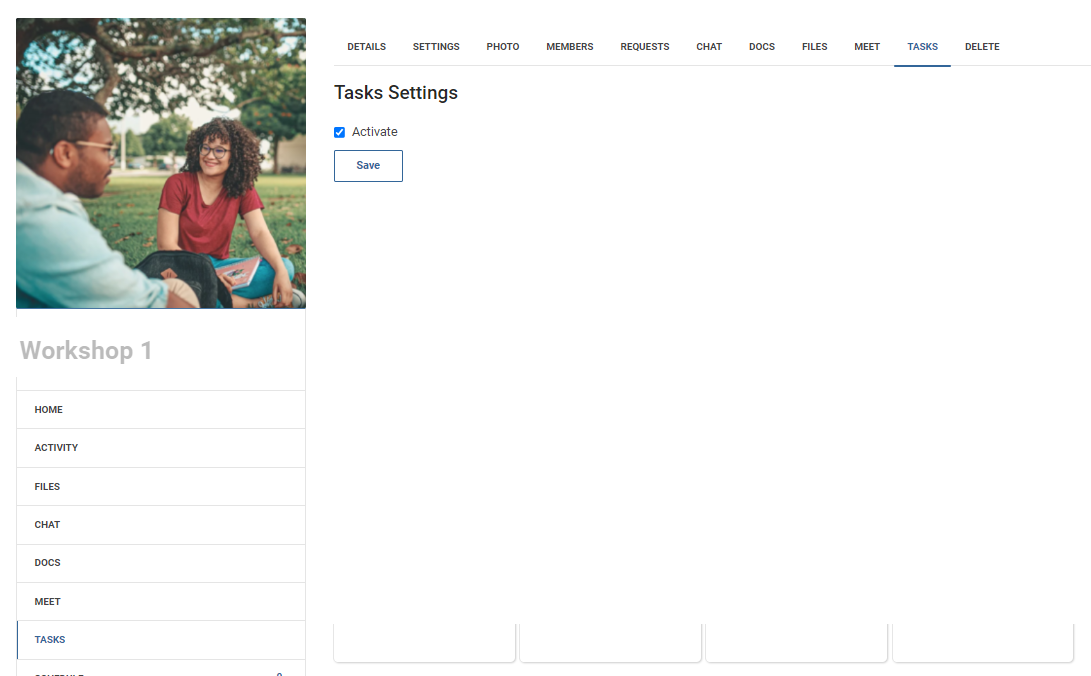 DETAILS SETTINGS PHOTO MEMBERS REQUESTS CHAT DOCS FILES MEET TASKS DELETE
Tasks Settings
Activate
Save
Workshop 1
HOME
ACTIVITY
FILES
CHAT
DOCS
MEET
TASKS